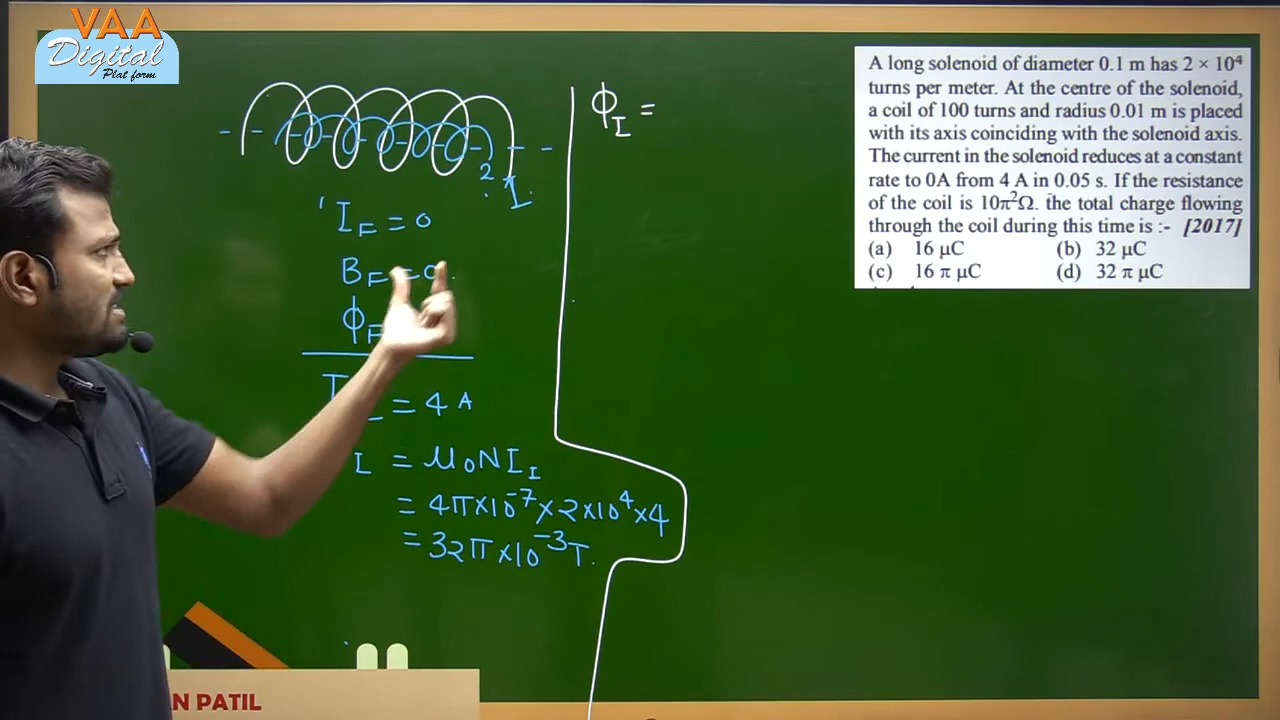 VAA
Digital
Plat form
2
I
I_F = 0
B_F = 0
ϕ_F
= 4 A
I = μ₀NI_I
= 4π×10⁻⁷×2×10⁴×4
= 32π×10⁻³T.
ϕ_I =
A long solenoid of diameter 0.1 m has 2 × 10⁴
turns per meter. At the centre of the solenoid,
a coil of 100 turns and radius 0.01 m is placed
with its axis coinciding with the solenoid axis.
The current in the solenoid reduces at a constant
rate to 0A from 4 A in 0.05 s. If the resistance
of the coil is 10π²Ω. the total charge flowing
through the coil during this time is :- [2017]
(a) 16 μC (b) 32 μC
(c) 16 π μC (d) 32 π μC
N PATIL